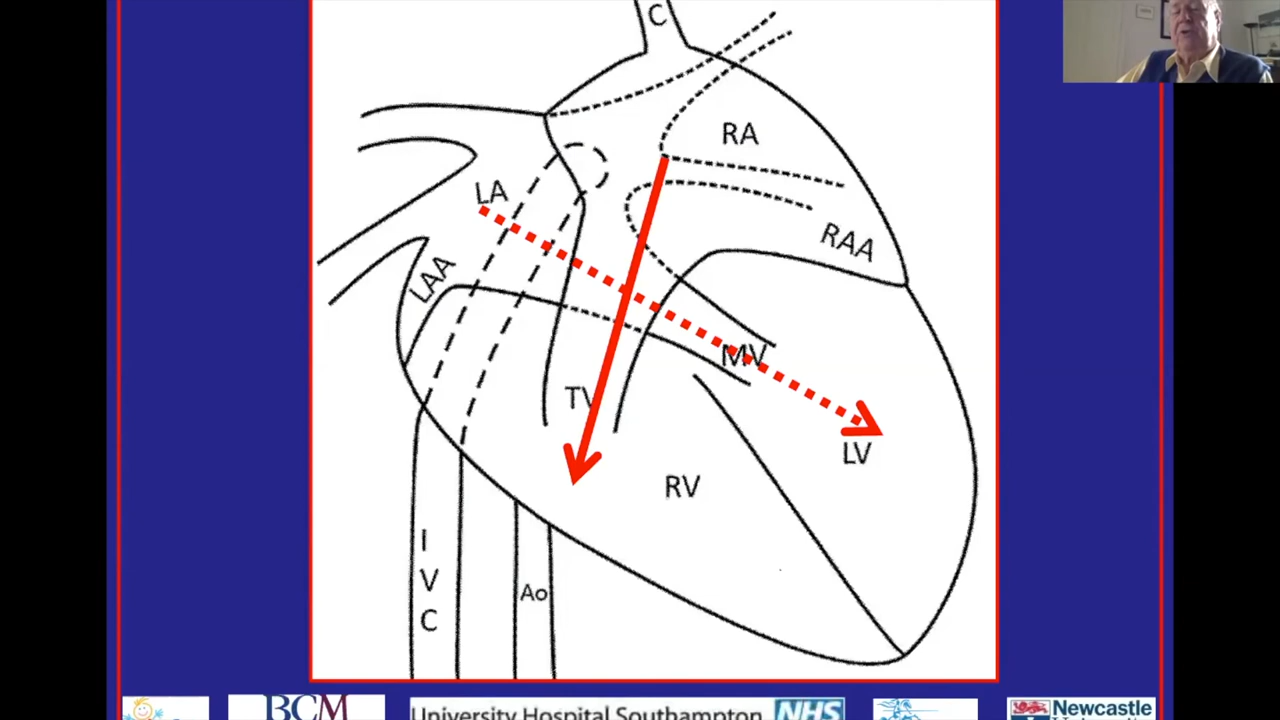 C
RA
LA
RAA
LAA
MV
TV
LV
RV
I
V
C
Ao
BCM
University Hospital Southampton
NHS
Newcastle